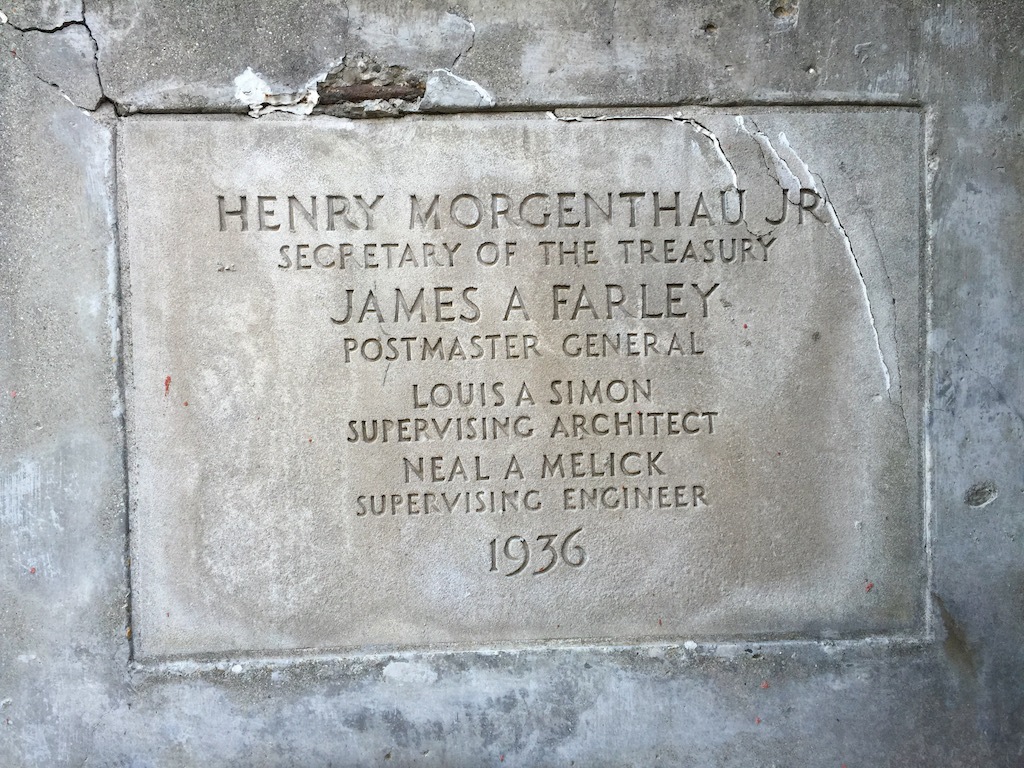 HENRY MORGENTHAU JR
SECRETARY OF THE TREASURY
JAMES A FARLEY
POSTMASTER GENERAL
LOUIS A SIMON
SUPERVISING ARCHITECT
NEAL A MELICK
SUPERVISING ENGINEER
1936